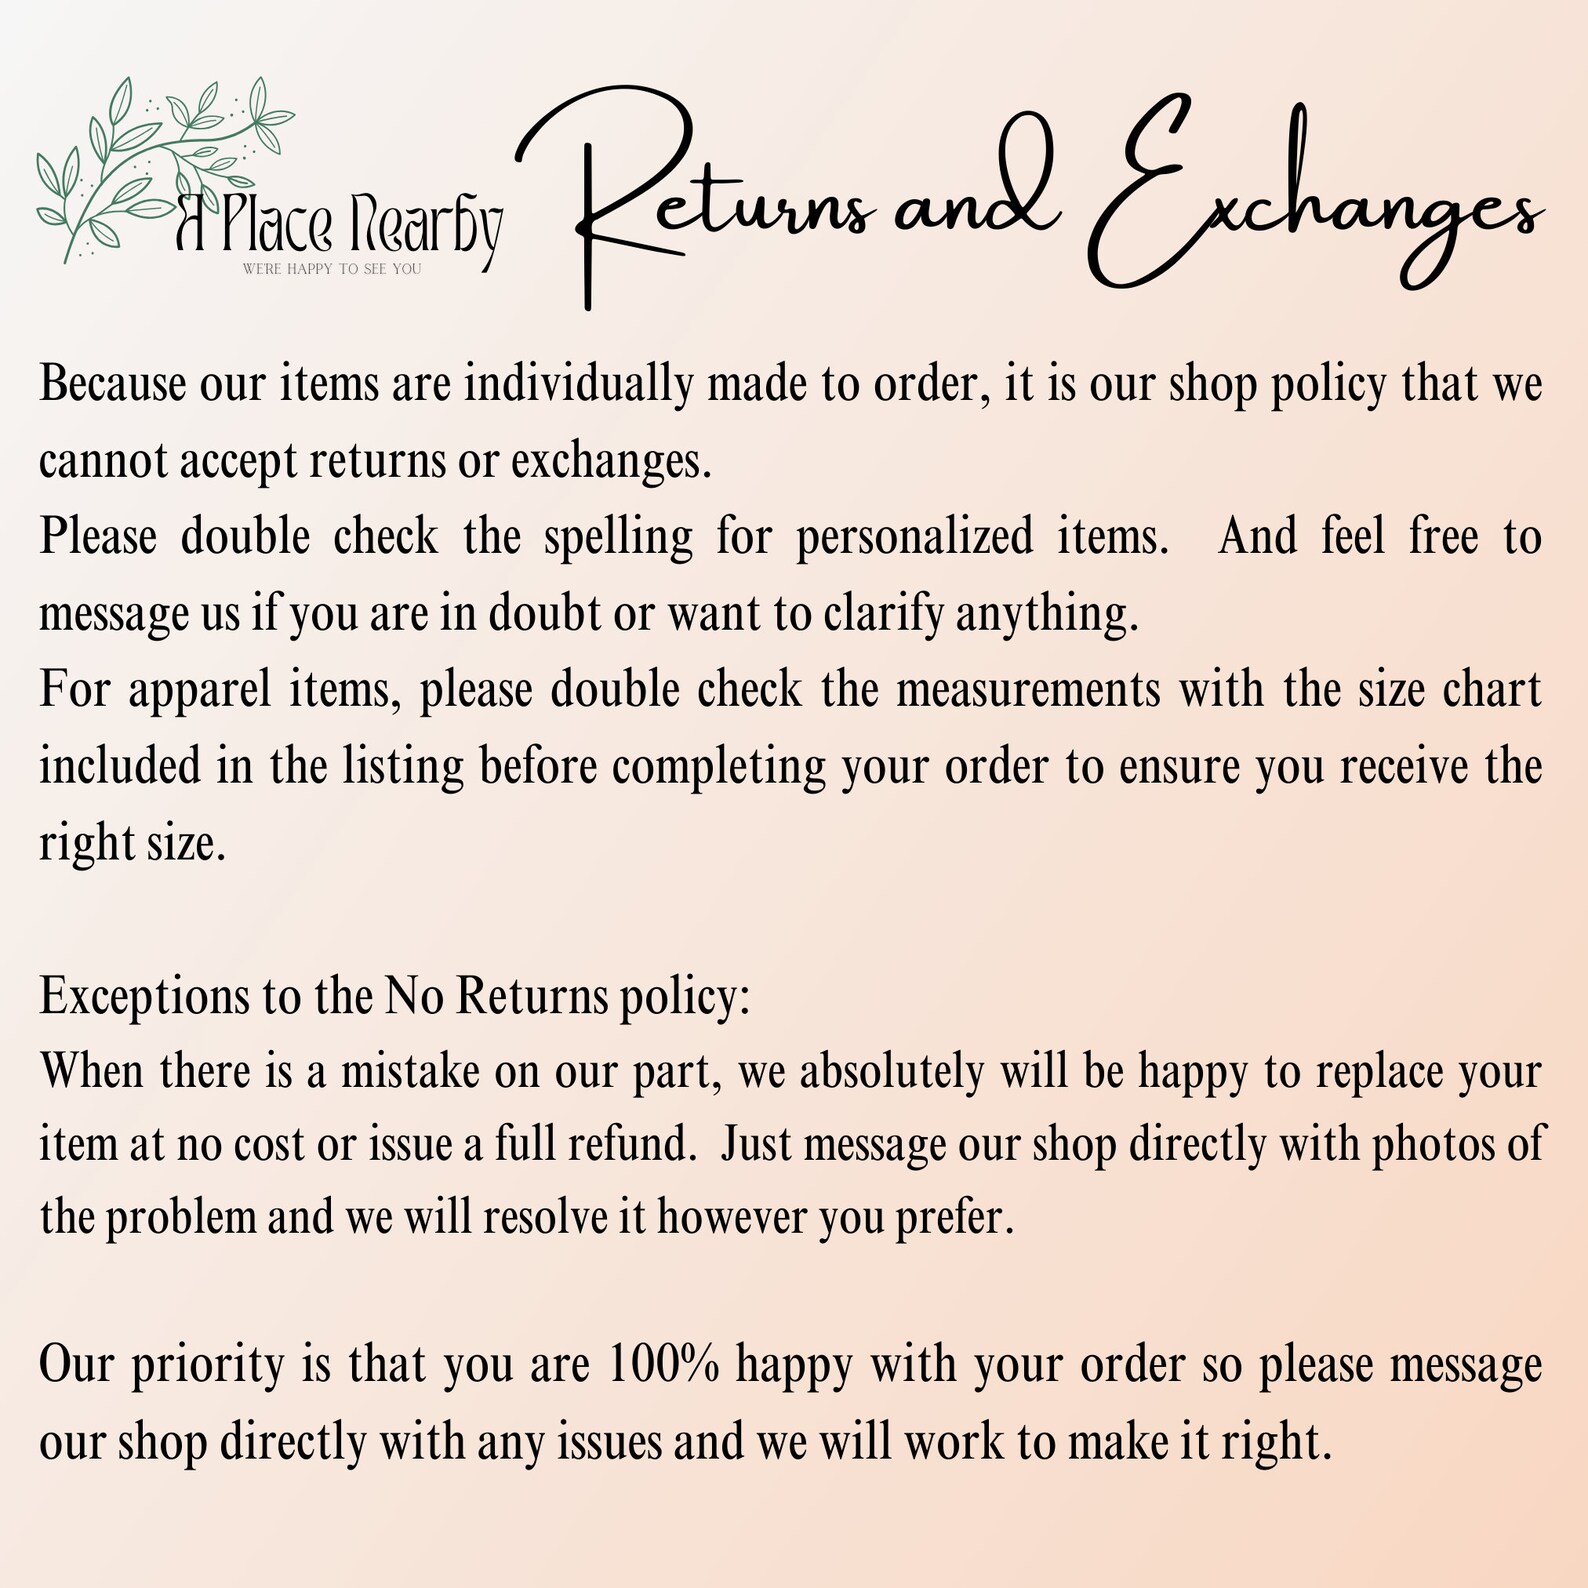 A Place Nearby
WE'RE HAPPY TO SEE YOU
Returns and Exchanges
Because our items are individually made to order, it is our shop policy that we
cannot accept returns or exchanges.
Please double check the spelling for personalized items.  And feel free to
message us if you are in doubt or want to clarify anything.
For apparel items, please double check the measurements with the size chart
included in the listing before completing your order to ensure you receive the
right size.
Exceptions to the No Returns policy:
When there is a mistake on our part, we absolutely will be happy to replace your
item at no cost or issue a full refund.  Just message our shop directly with photos of
the problem and we will resolve it however you prefer.
Our priority is that you are 100% happy with your order so please message
our shop directly with any issues and we will work to make it right.